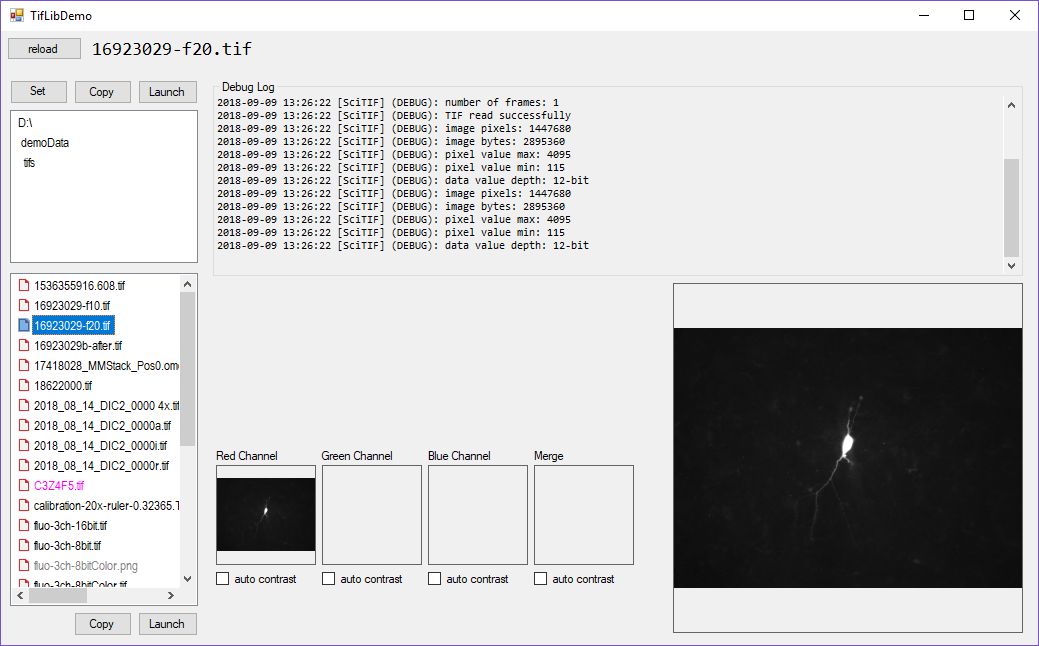 TifLibDemo
reload
16923029-f20.tif
Set
Copy
Launch
D:\
demoData
tifs
Debug Log
2018-09-09 13:26:22 [SciTIF] (DEBUG): number of frames: 1
2018-09-09 13:26:22 [SciTIF] (DEBUG): TIF read successfully
2018-09-09 13:26:22 [SciTIF] (DEBUG): image pixels: 1447680
2018-09-09 13:26:22 [SciTIF] (DEBUG): image bytes: 2895360
2018-09-09 13:26:22 [SciTIF] (DEBUG): pixel value max: 4095
2018-09-09 13:26:22 [SciTIF] (DEBUG): pixel value min: 115
2018-09-09 13:26:22 [SciTIF] (DEBUG): data value depth: 12-bit
2018-09-09 13:26:22 [SciTIF] (DEBUG): image pixels: 1447680
2018-09-09 13:26:22 [SciTIF] (DEBUG): image bytes: 2895360
2018-09-09 13:26:22 [SciTIF] (DEBUG): pixel value max: 4095
2018-09-09 13:26:22 [SciTIF] (DEBUG): pixel value min: 115
2018-09-09 13:26:22 [SciTIF] (DEBUG): data value depth: 12-bit
1536355916.608.tif
16923029-f10.tif
16923029-f20.tif
16923029b-after.tif
17418028_MMStack_Pos0.ome
18622000.tif
2018_08_14_DIC2_0000 4x.tif
2018_08_14_DIC2_0000a.tif
2018_08_14_DIC2_0000i.tif
2018_08_14_DIC2_0000r.tif
C3Z4F5.tif
calibration-20x-ruler-0.32365.T
fluo-3ch-16bit.tif
fluo-3ch-8bit.tif
fluo-3ch-8bitColor.png
fluo-3ch-8bitColor.tif
Copy
Launch
Red Channel
Green Channel
Blue Channel
Merge
auto contrast
auto contrast
auto contrast
auto contrast